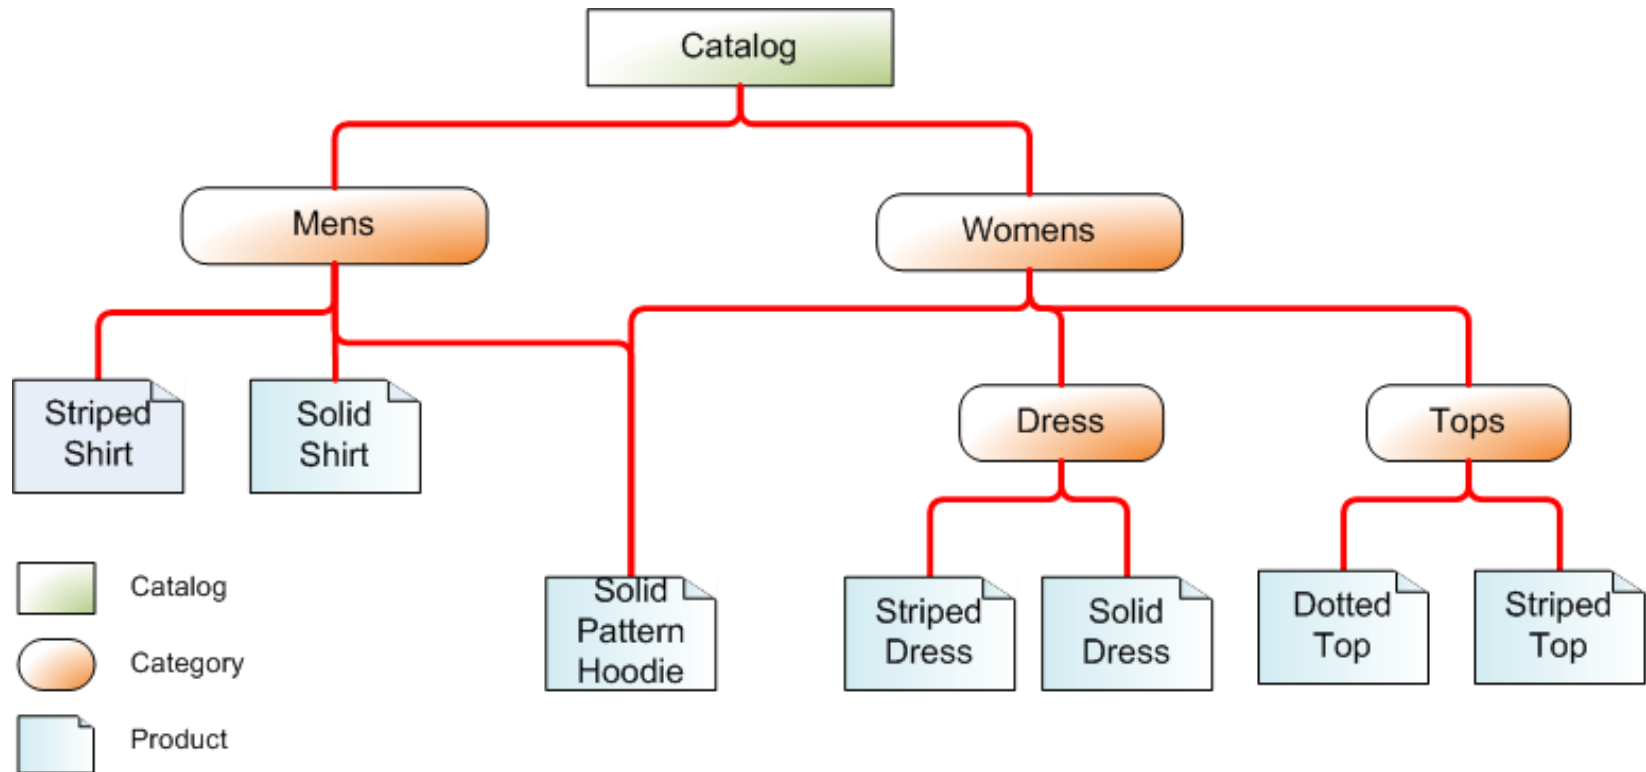 Catalog
Mens
Womens
Striped
Shirt
Solid
Shirt
Dress
Tops
Solid
Pattern
Hoodie
Striped
Dress
Solid
Dress
Dotted
Top
Striped
Top
Catalog
Category
Product